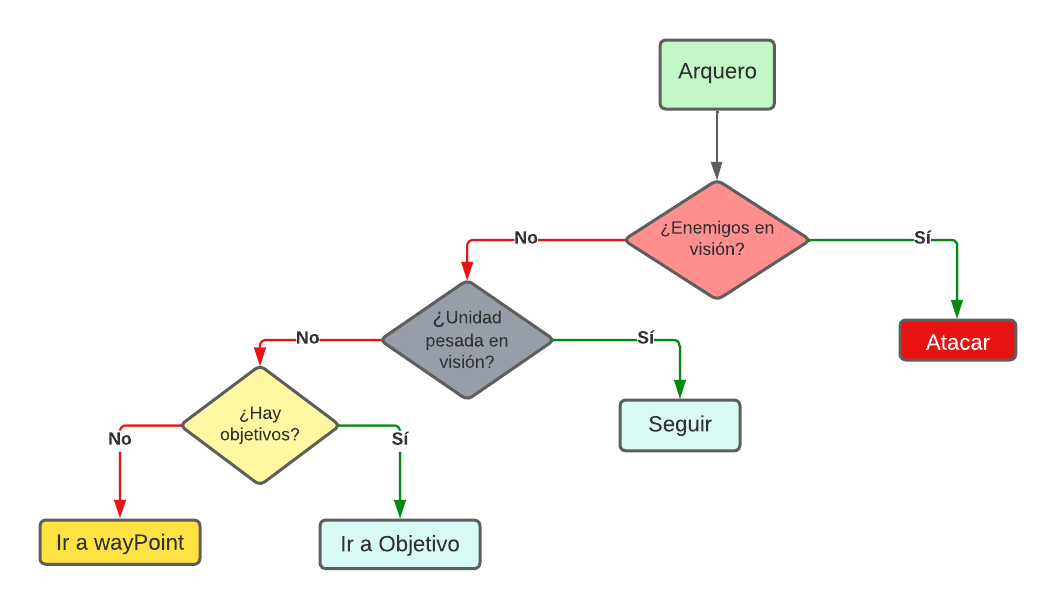 Arquero
¿Enemigos en
visión?
No
Sí
¿Unidad
pesada en
visión?
Atacar
No
Sí
¿Hay
objetivos?
Seguir
No
Sí
Ir a wayPoint
Ir a Objetivo